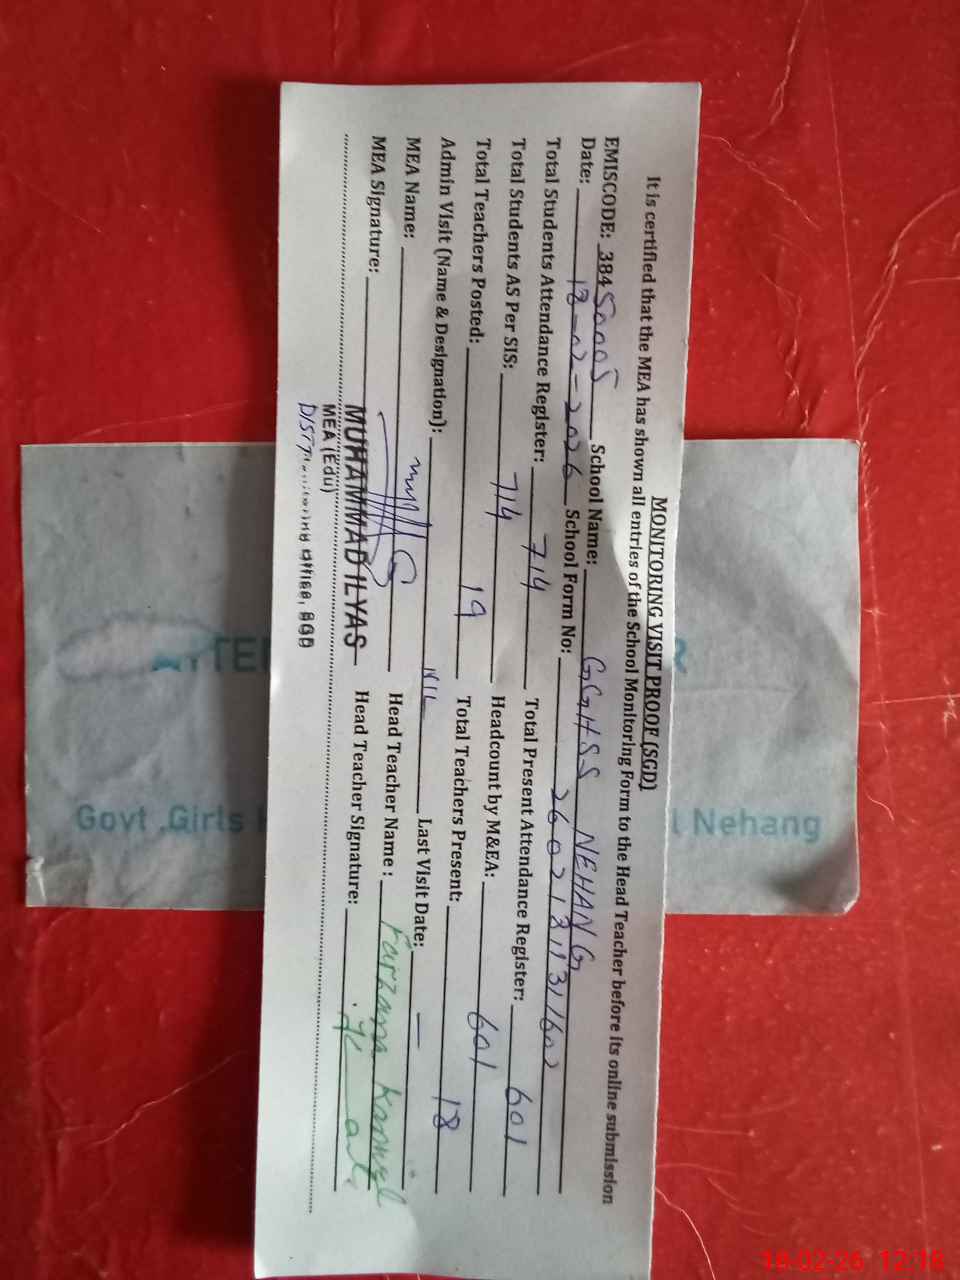 MONITORING VISIT PROOF (SGD)
It is certified that the MEA has shown all entries of the School Monitoring Form to the Head Teacher before its online submission
EMISCODE: 38450005 School Name: GGHSS NEHANG
Date: 18-02-2026 School Form No:
Total Students Attendance Register: 714 Total Present Attendance Register: 601
Total Students AS Per SIS: 714 Headcount by M&EA: 601
Total Teachers Posted: 19 Total Teachers Present: 18
Admin Visit (Name & Designation): Nil Last Visit Date: —
MEA Name: Head Teacher Name : Farzana
MEA Signature: Head Teacher Signature:
MUHAMMAD ILYAS
MEA (Edu)
Office, SGD
Govt .Girls Nehang
18-02-26 12:18